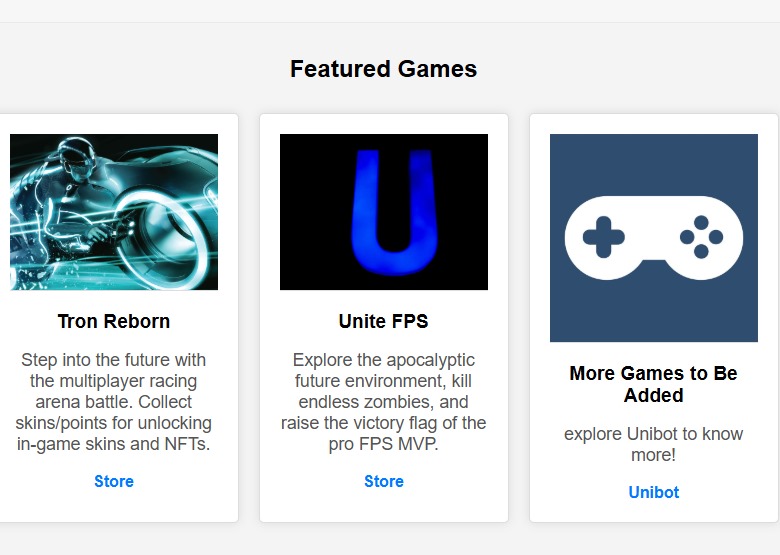 Featured Games
U
Tron Reborn
Step into the future with
the multiplayer racing
arena battle. Collect
skins/points for unlocking
in-game skins and NFTs.
Store
Unite FPS
Explore the apocalyptic
future environment, kill
endless zombies, and
raise the victory flag of the
pro FPS MVP.
Store
More Games to Be
Added
explore Unibot to know
more!
Unibot